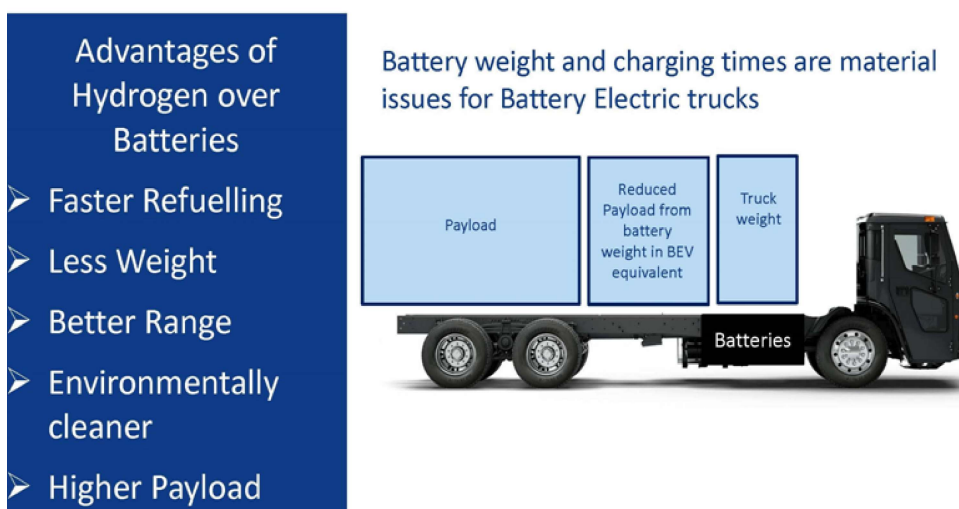 Advantages of
Hydrogen over
Batteries
➢ Faster Refuelling
➢ Less Weight
➢ Better Range
➢ Environmentally
cleaner
➢ Higher Payload
Battery weight and charging times are material
issues for Battery Electric trucks
Payload
Reduced
Payload from
battery
weight in BEV
equivalent
Truck
weight
Batteries